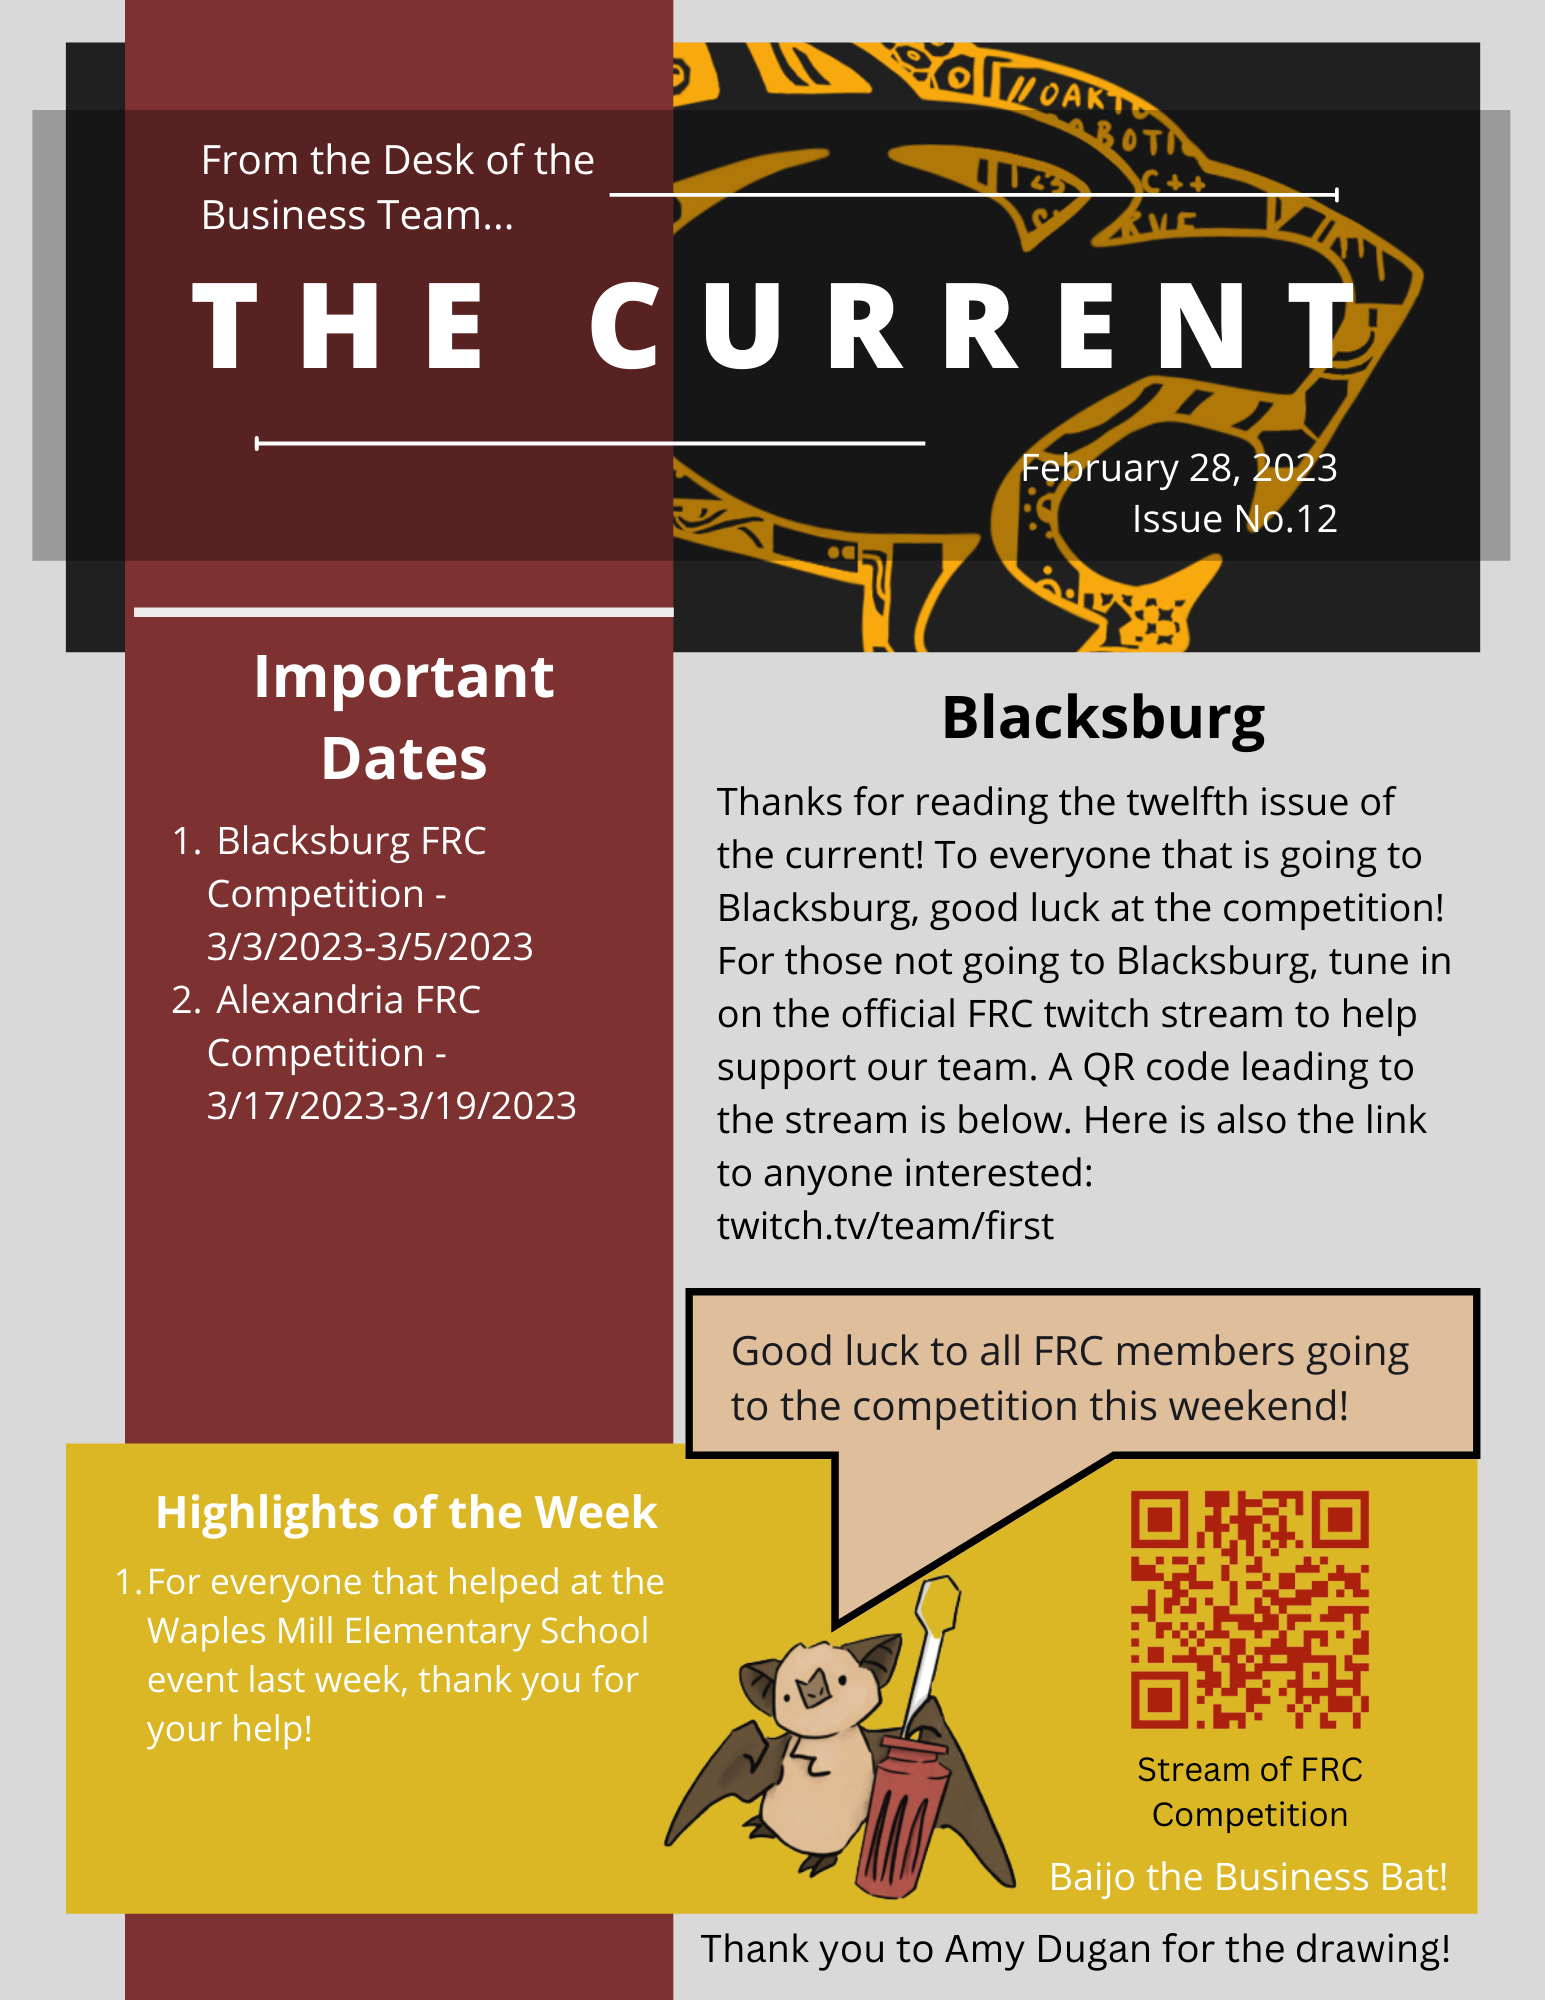 //OAKT
BOTI
C++
From the Desk of the
Business Team...
THE CURRENT
February 28, 2023
Issue No.12
Important
Dates
1. Blacksburg FRC
Competition -
3/3/2023-3/5/2023
2. Alexandria FRC
Competition -
3/17/2023-3/19/2023
Blacksburg
Thanks for reading the twelfth issue of
the current! To everyone that is going to
Blacksburg, good luck at the competition!
For those not going to Blacksburg, tune in
on the official FRC twitch stream to help
support our team. A QR code leading to
the stream is below. Here is also the link
to anyone interested:
twitch.tv/team/first
Good luck to all FRC members going
to the competition this weekend!
Highlights of the Week
1. For everyone that helped at the
Waples Mill Elementary School
event last week, thank you for
your help!
Stream of FRC
Competition
Baijo the Business Bat!
Thank you to Amy Dugan for the drawing!